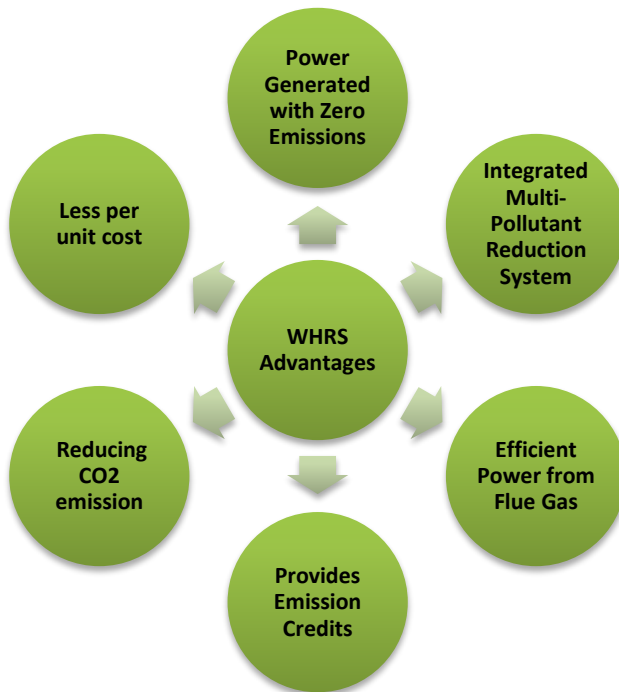 Power
Generated
with Zero
Emissions
Integrated
Multi-
Pollutant
Reduction
System
Less per
unit cost
WHRS
Advantages
Reducing
CO2
emission
Efficient
Power from
Flue Gas
Provides
Emission
Credits